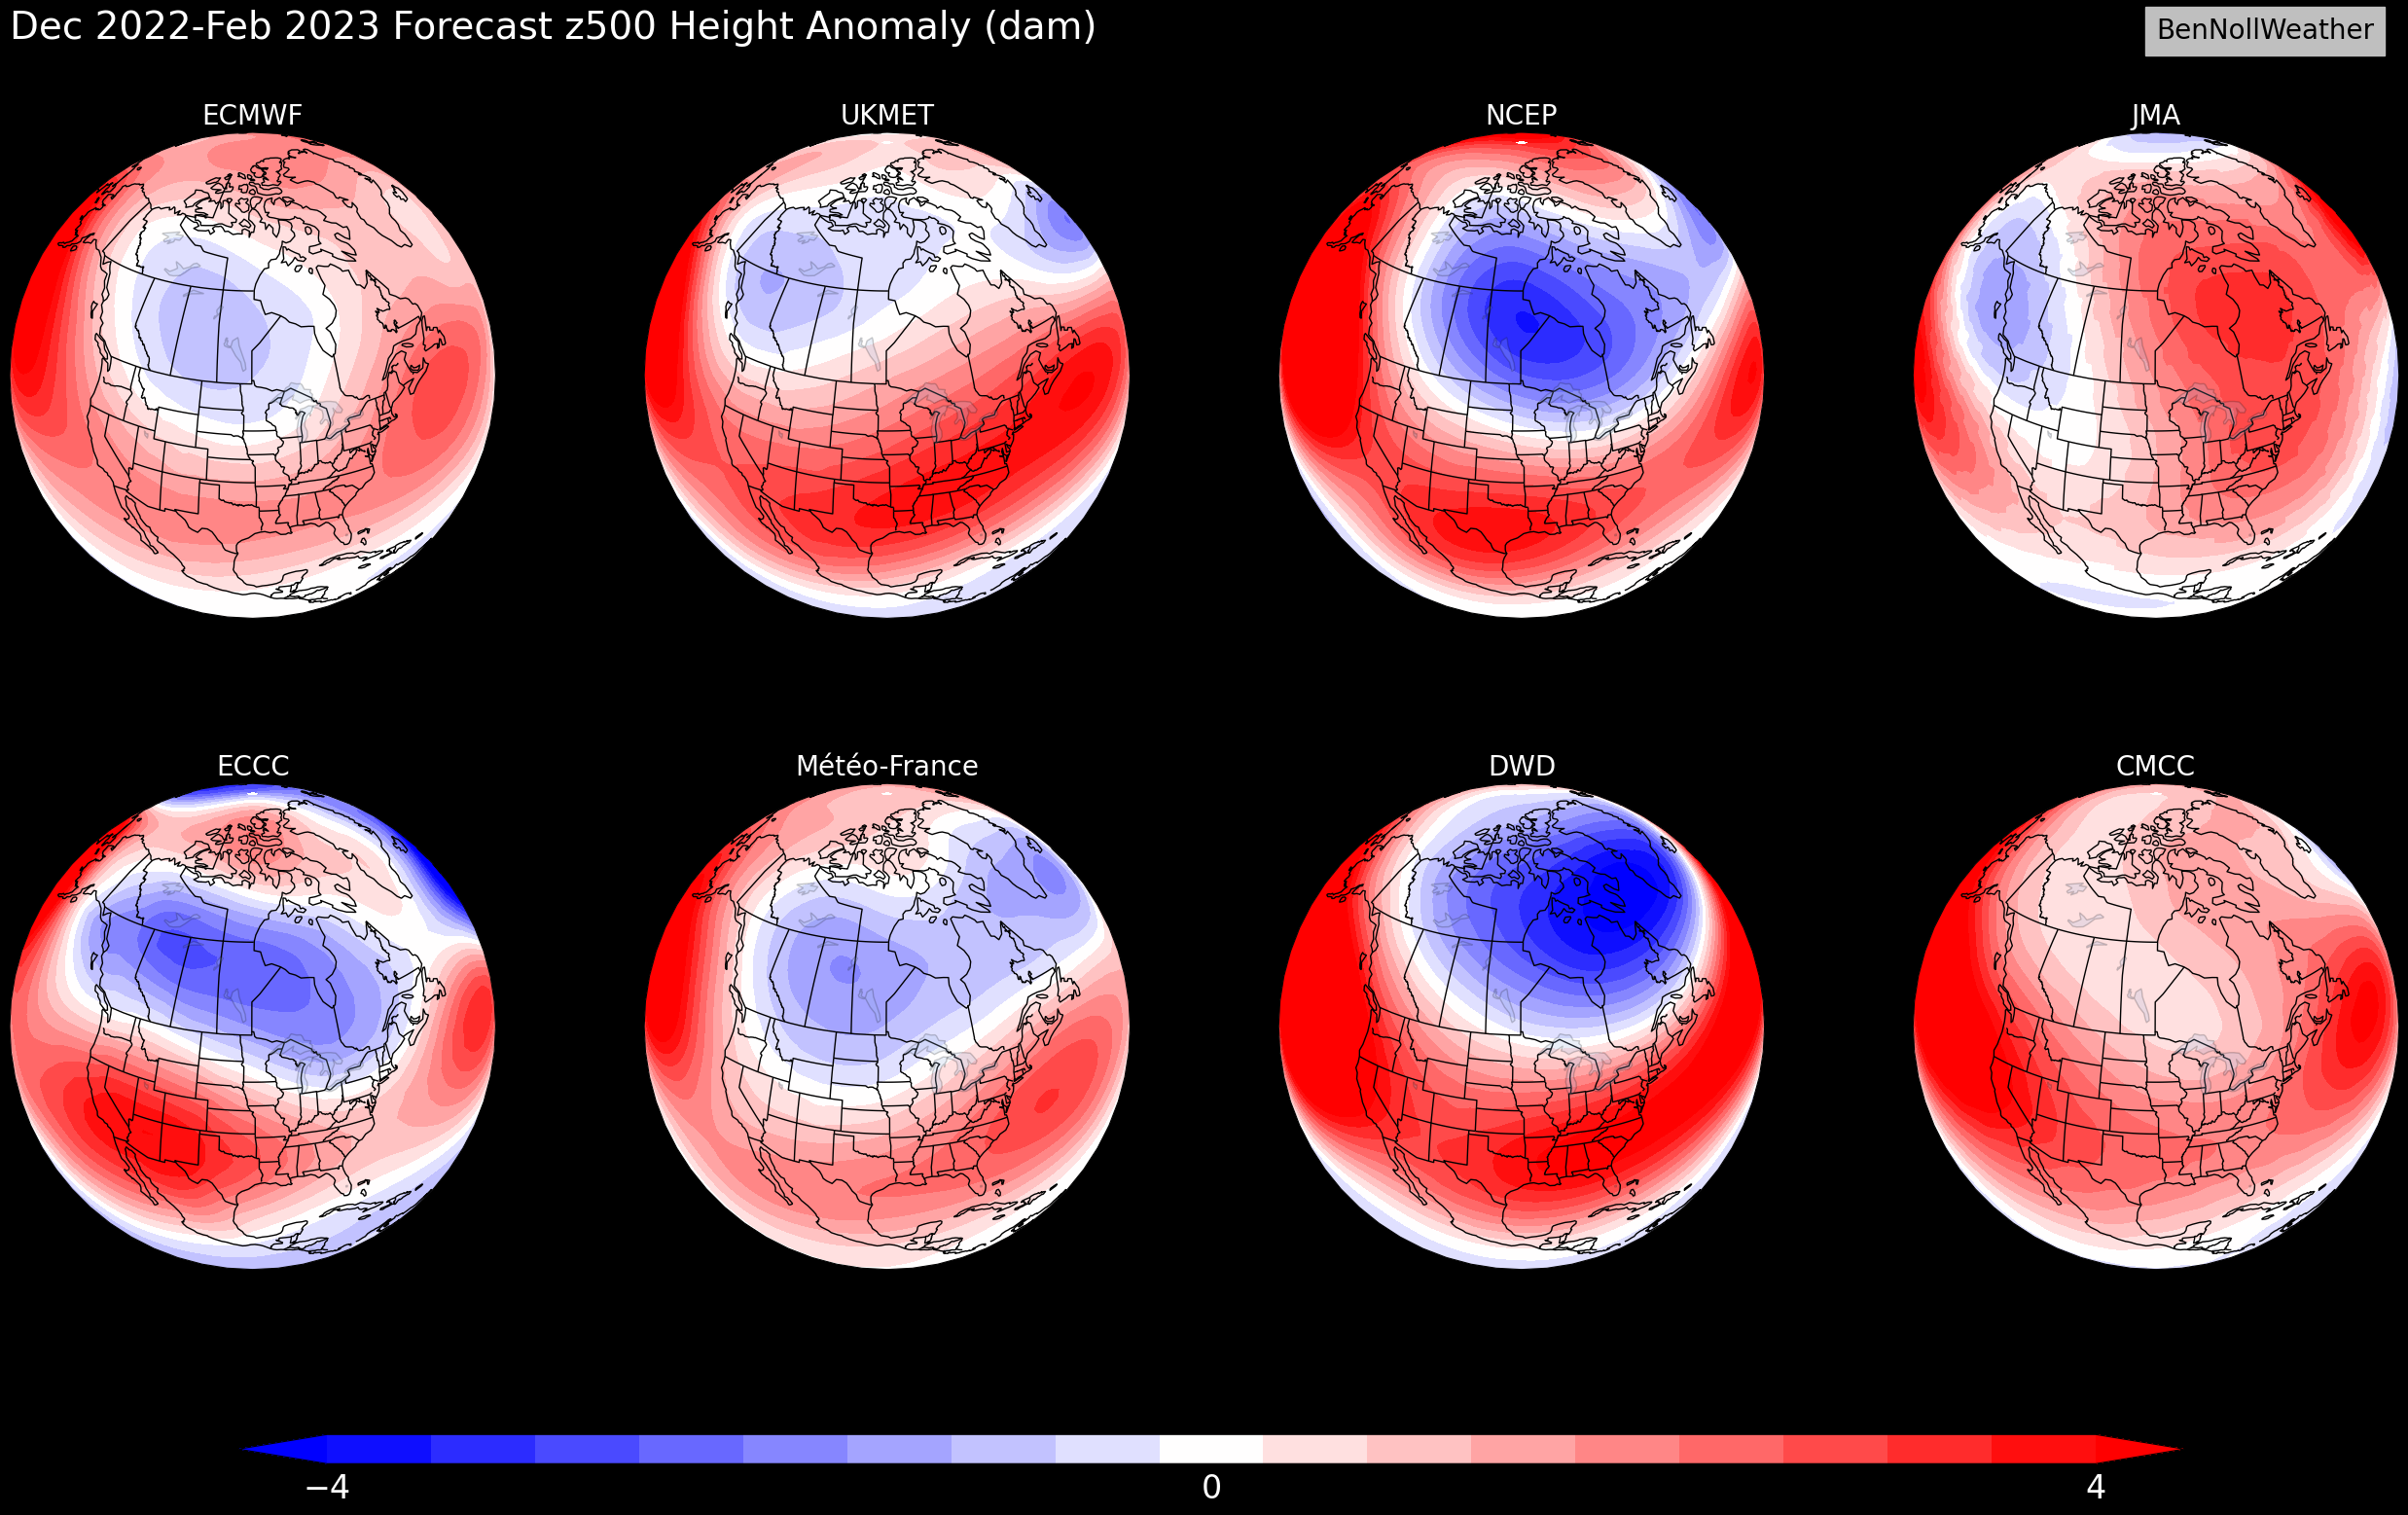 Dec 2022-Feb 2023 Forecast z500 Height Anomaly (dam)
BenNollWeather
ECMWF
UKMET
NCEP
JMA
ECCC
Météo-France
DWD
CMCC
−4
0
4